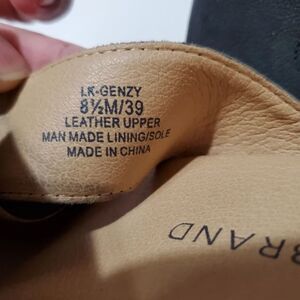 LK-GENZY
8½M/39
LEATHER UPPER
MAN MADE LINING/SOLE
MADE IN CHINA
BRAND